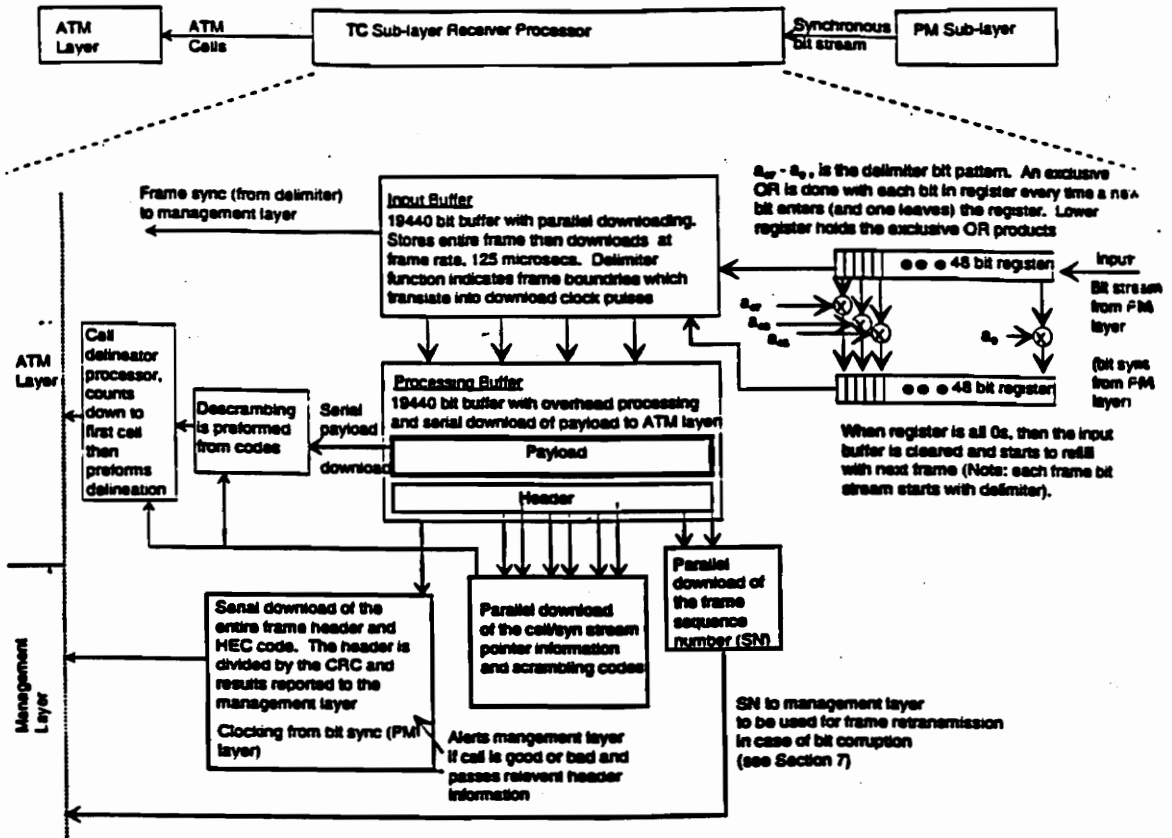 ATM
Layer
ATM
Cells
TC Sub-layer Receiver Processor
Synchronous
bit stream
PM Sub-layer
Frame sync (from delimiter)
to management layer
Input Buffer
19440 bit buffer with parallel downloading.
Stores entire frame then downloads at
frame rate, 125 microsecs. Delimiter
function indicates frame boundries which
translate into download clock pulses
a47 - a0, is the delimiter bit pattern. An exclusive
OR is done with each bit in register every time a new
bit enters (and one leaves) the register. Lower
register holds the exclusive OR products
48 bit register
Input
Bit stream
from PM
layer
(bit sync
from PM
layer)
a47
a46
a45
a0
48 bit register
When register is all 0s, then the input
buffer is cleared and starts to refill
with next frame (Note: each frame bit
stream starts with delimiter).
ATM
Layer
Cell
delineator
processor,
counts
down to
first cell
then
preforms
delineation
Descrambing
is preformed
from codes
Serial
payload
download
Processing Buffer
19440 bit buffer with overhead processing
and serial download of payload to ATM layer
Payload
Header
Management
Layer
Serial download of the
entire frame header and
HEC code. The header is
divided by the CRC and
results reported to the
management layer
Clocking from bit sync (PM
layer)
Parallel download
of the cell/syn stream
pointer information
and scrambling codes
Parallel
download of
the frame
sequence
number (SN)
Alerts mangement layer
if cell is good or bad and
passes relevent header
information
SN to management layer
to be used for frame retransmission
in case of bit corruption
(see Section 7)